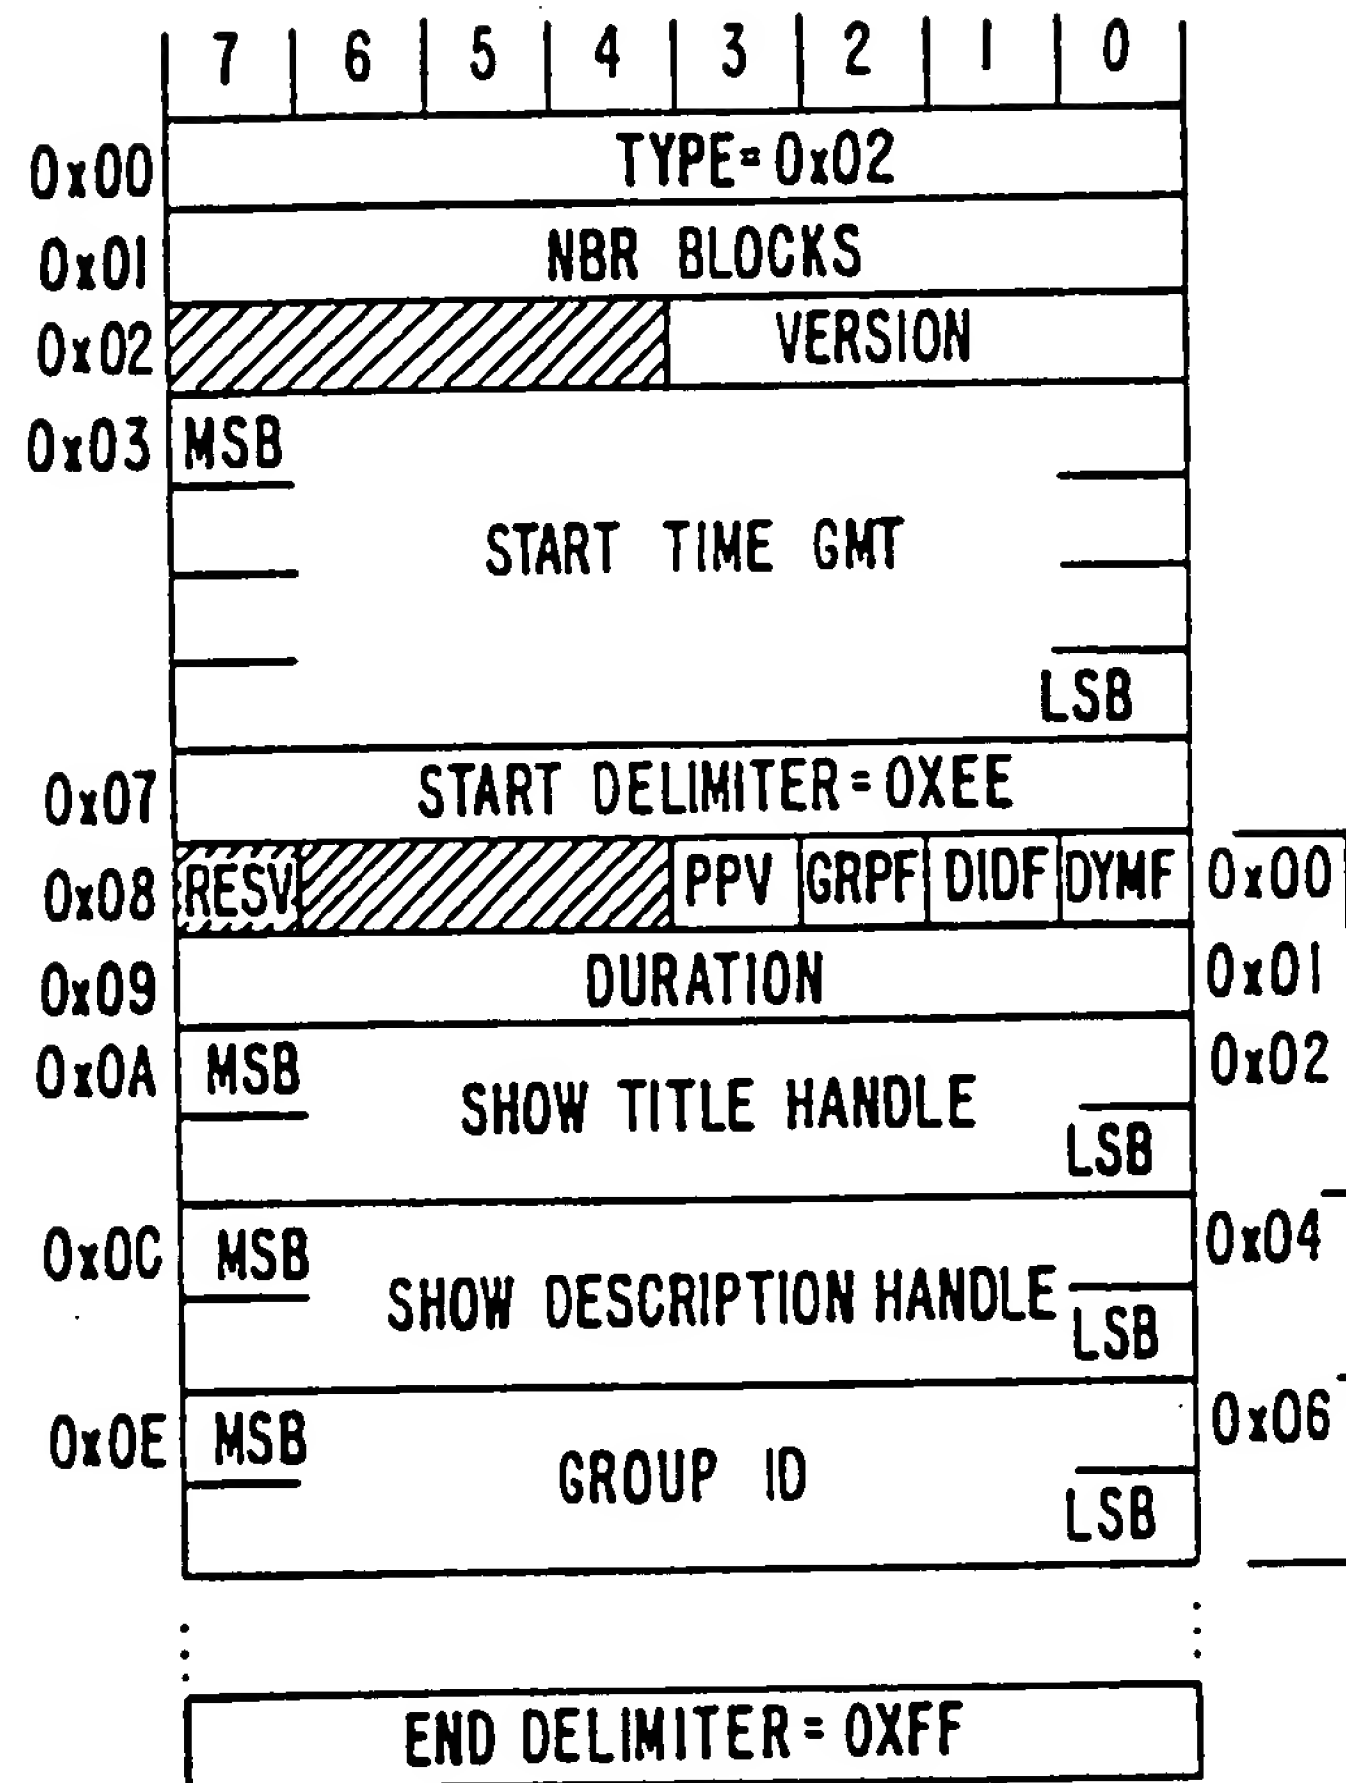 7 6 5 4 3 2 1 0
0x00 TYPE=0x02
0x01 NBR BLOCKS
0x02 VERSION
0x03 MSB
START TIME GMT
LSB
0x07 START DELIMITER=0XEE
0x08 RESV PPV GRPF DIDF DYMF 0x00
0x09 DURATION 0x01
0x0A MSB 0x02
SHOW TITLE HANDLE
LSB
0x0C MSB 0x04
SHOW DESCRIPTION HANDLE
LSB
0x0E MSB 0x06
GROUP ID
LSB
END DELIMITER=0XFF